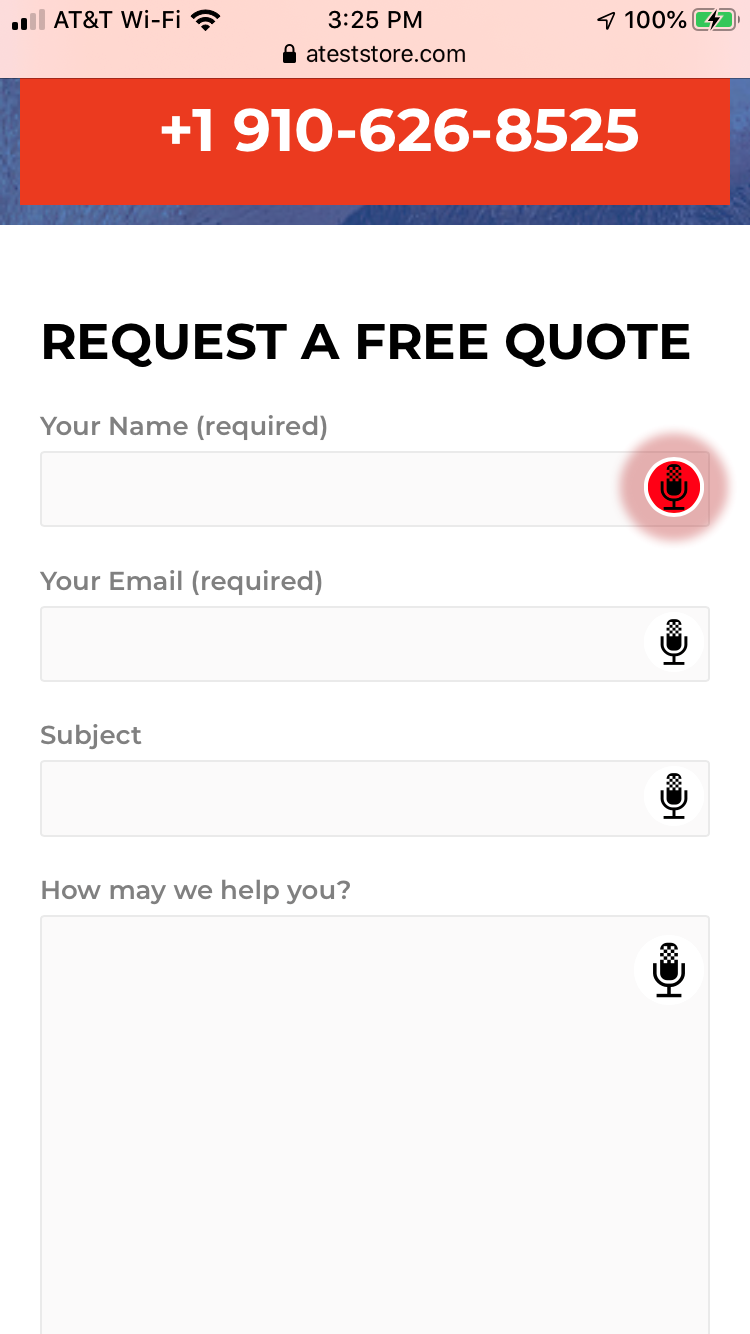 AT&T Wi-Fi 3:25 PM 100%
ateststore.com
+1 910-626-8525
REQUEST A FREE QUOTE
Your Name (required)
Your Email (required)
Subject
How may we help you?